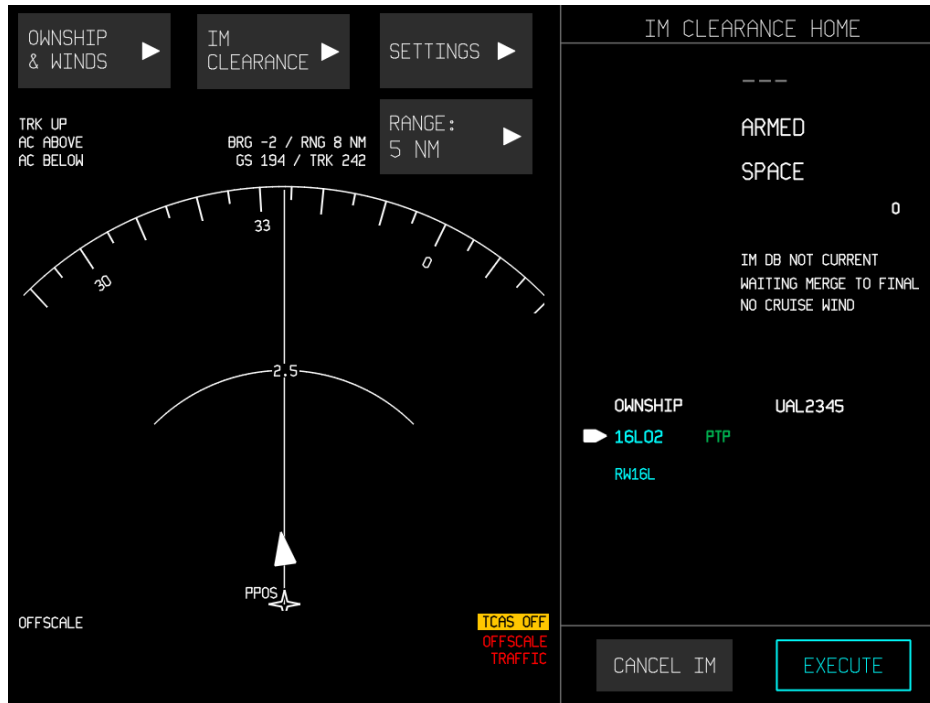 OWNSHIP
& WINDS
IM
CLEARANCE
SETTINGS
RANGE:
5 NM
TRK UP
AC ABOVE
AC BELOW
BRG -2 / RNG 8 NM
GS 194 / TRK 242
30
33
0
2.5
PPOS
OFFSCALE
TCAS OFF
OFFSCALE
TRAFFIC
IM CLEARANCE HOME
---
ARMED
SPACE
0
IM DB NOT CURRENT
WAITING MERGE TO FINAL
NO CRUISE WIND
OWNSHIP UAL2345
16LO2 PTP
RW16L
CANCEL IM
EXECUTE